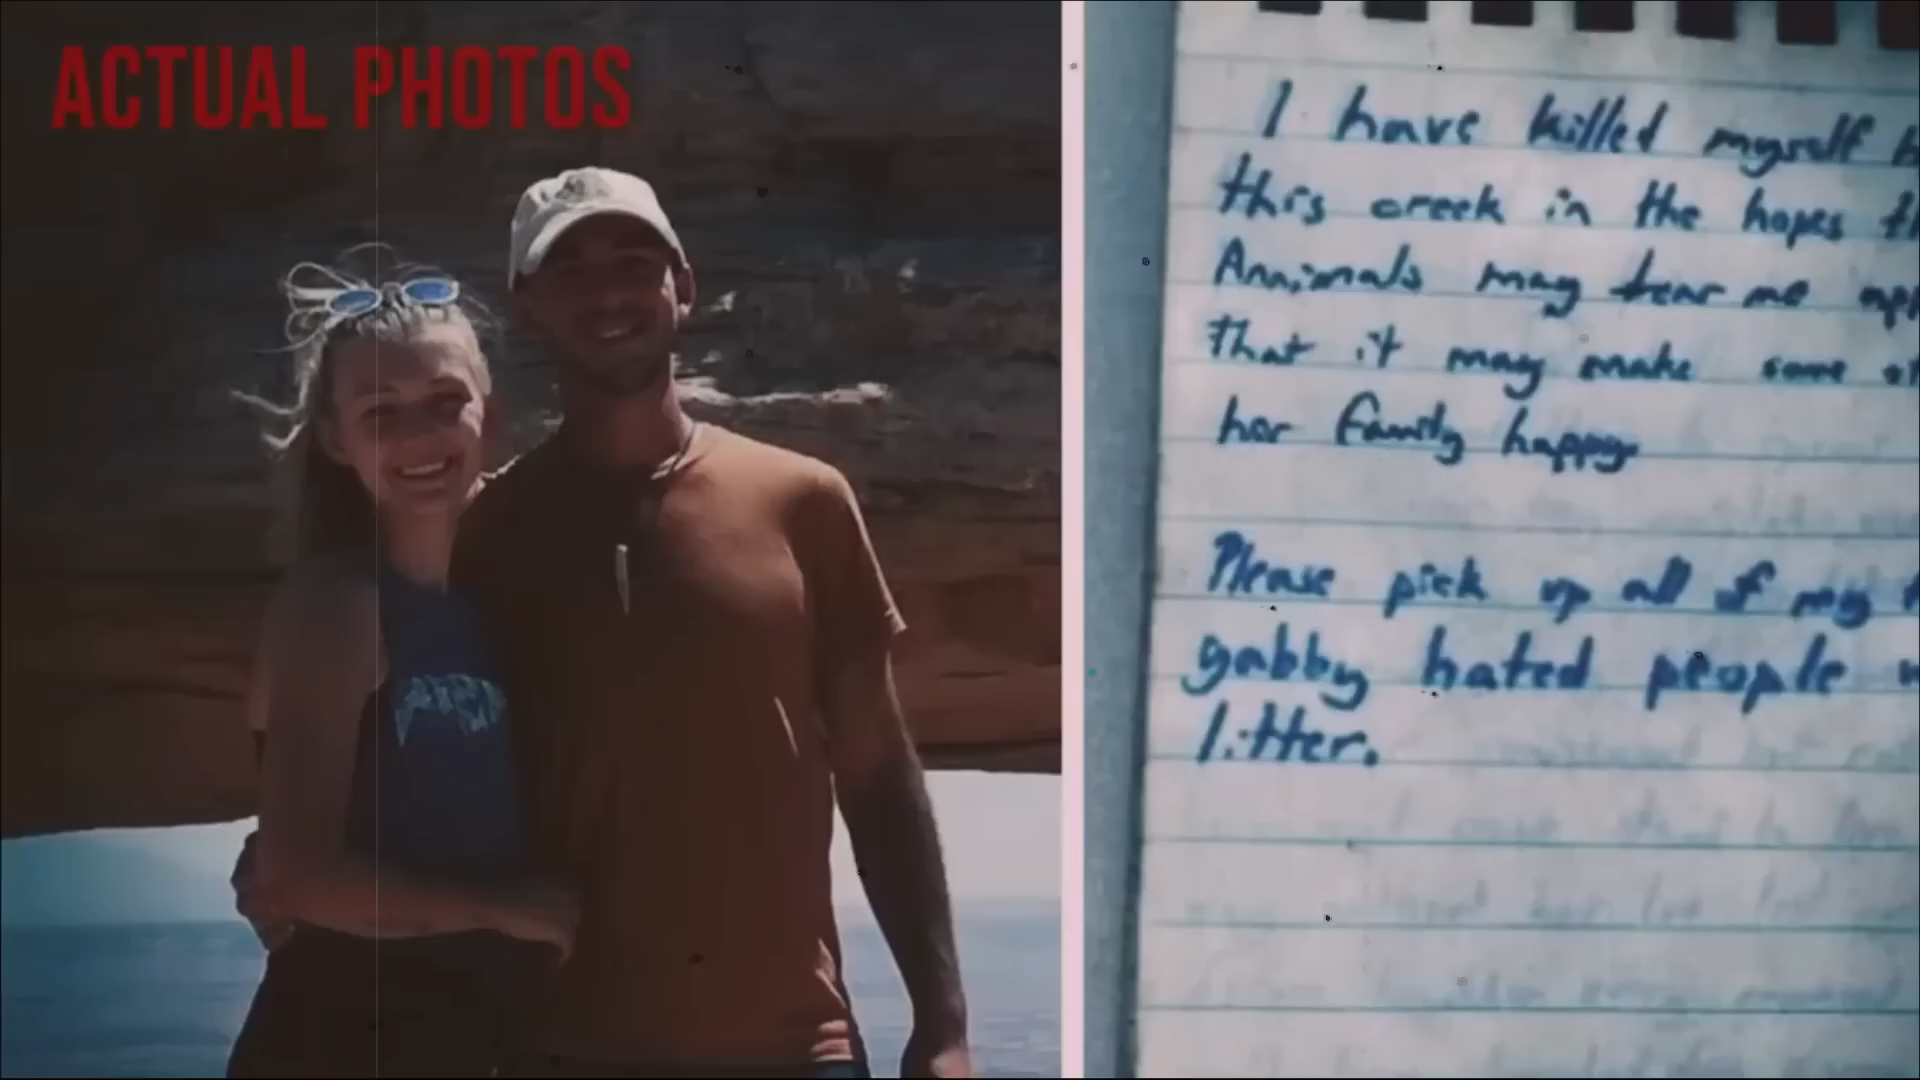 ACTUAL PHOTOS
I have killed myself
this creek in the hopes
Annimals may tear me
that it may make some
her family happy
Please pick up all of my
gabby hated people
litter.